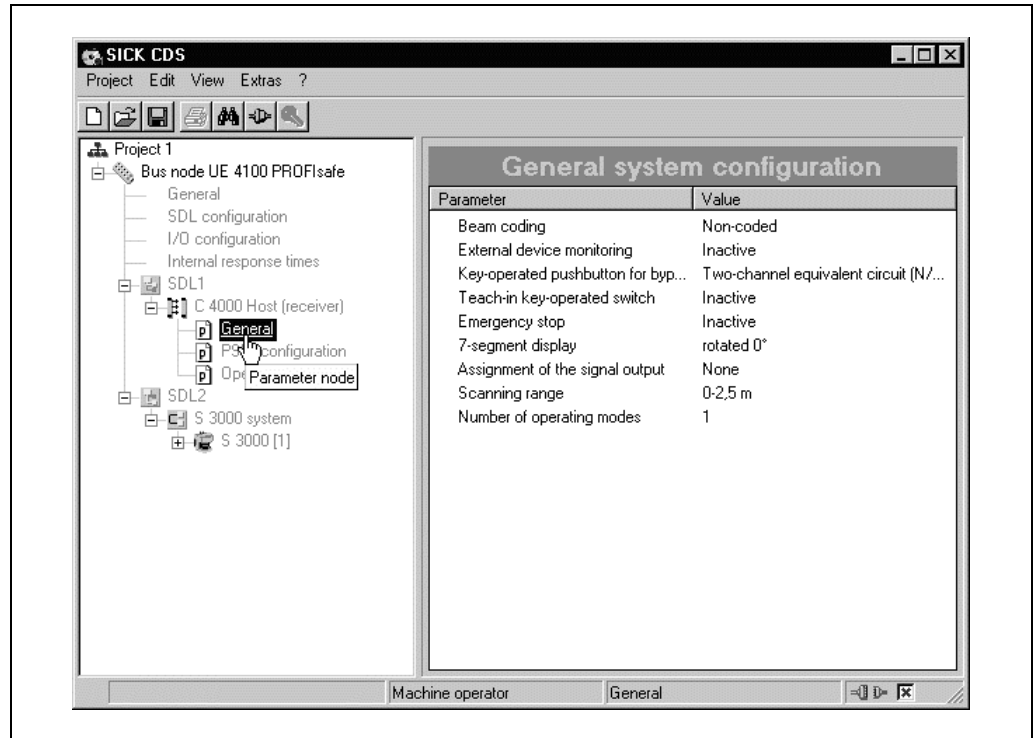 SICK CDS
Project Edit View Extras ?
Project 1
Bus node UE 4100 PROFIsafe
General
SDL configuration
I/O configuration
Internal response times
SDL1
C 4000 Host (receiver)
General
configuration
Parameter node
SDL2
S 3000 system
S 3000 [1]
General system configuration
Parameter Value
Beam coding Non-coded
External device monitoring Inactive
Key-operated pushbutton for byp... Two-channel equivalent circuit (N/...
Teach-in key-operated switch Inactive
Emergency stop Inactive
7-segment display rotated 0°
Assignment of the signal output None
Scanning range 0-2,5 m
Number of operating modes 1
Machine operator General